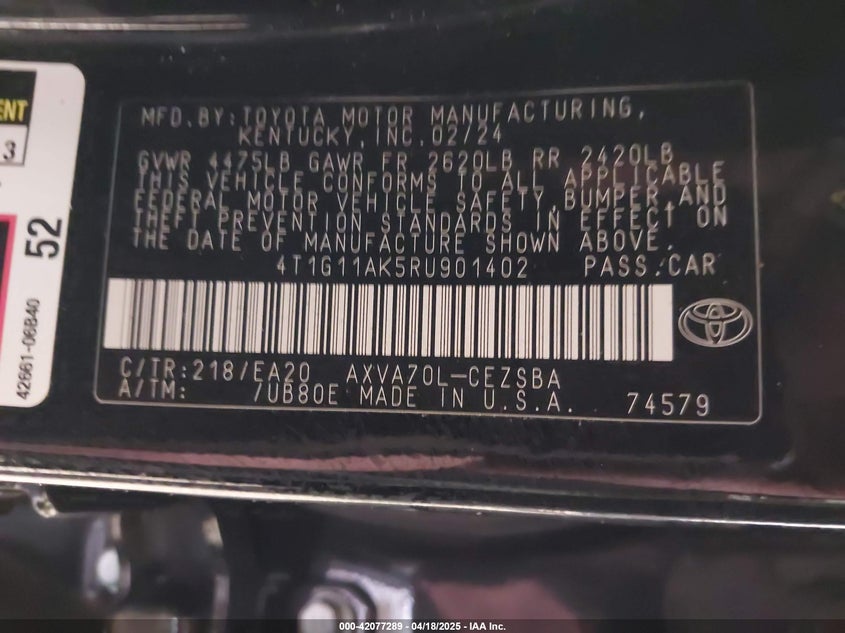 ENT
3
52
42661-06B40
MFD.BY:TOYOTA MOTOR MANUFACTURING,
KENTUCKY,INC.02/24
GVWR 4475LB GAWR FR 2620LB RR 2420LB
THIS VEHICLE CONFORMS TO ALL APPLICABLE
FEDERAL MOTOR VEHICLE SAFETY,BUMPER,AND
THEFT PREVENTION STANDARDS IN EFFECT ON
THE DATE OF MANUFACTURE SHOWN ABOVE.
4T1G11AK5RU901402 PASS.CAR
C/TR:218/EA20 AXVA70L-CEZSBA
A/TM: /UB80E MADE IN U.S.A. 74579
000-42077289 - 04/18/2025 - IAA Inc.